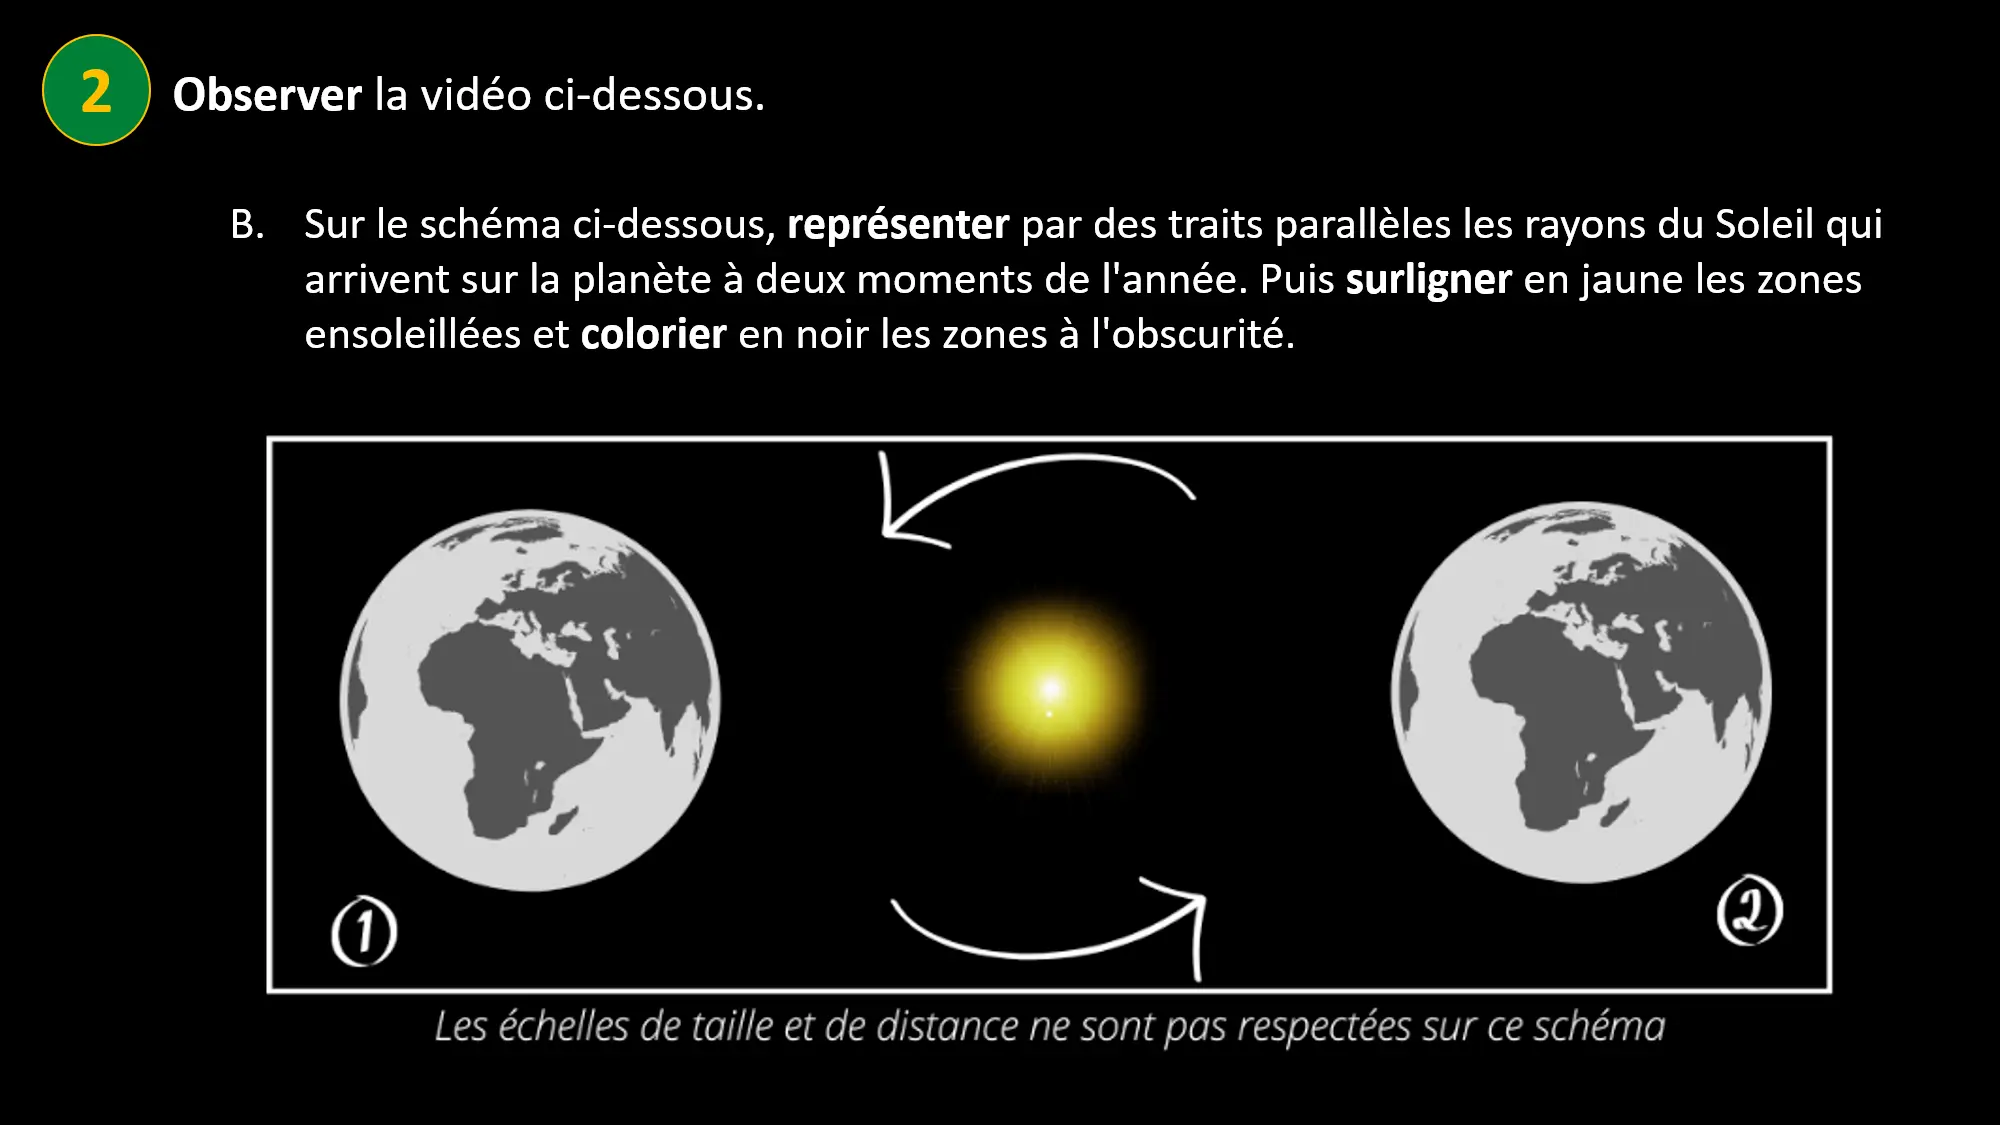 2
Observer la vidéo ci-dessous.
B. Sur le schéma ci-dessous, représenter par des traits parallèles les rayons du Soleil qui
arrivent sur la planète à deux moments de l'année. Puis surligner en jaune les zones
ensoleillées et colorier en noir les zones à l'obscurité.
1
2
Les échelles de taille et de distance ne sont pas respectées sur ce schéma